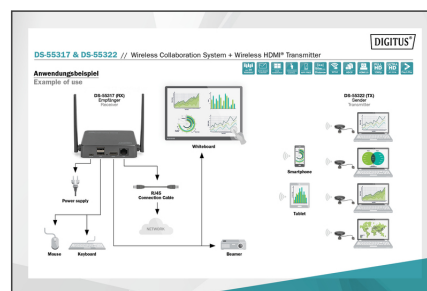 DIGITUS®
DS-55317 & DS-55322 // Wireless Collaboration System + Wireless HDMI® Transmitter
Anwendungsbeispiel
Example of use
DS-55317 (RX)
Empfänger
Receiver
DS-55322 (TX)
Sender
Transmitter
Whiteboard
Smartphone
Power supply
RJ45
Connection Cable
Tablet
NETWORK
Mouse
Keyboard
Beamer